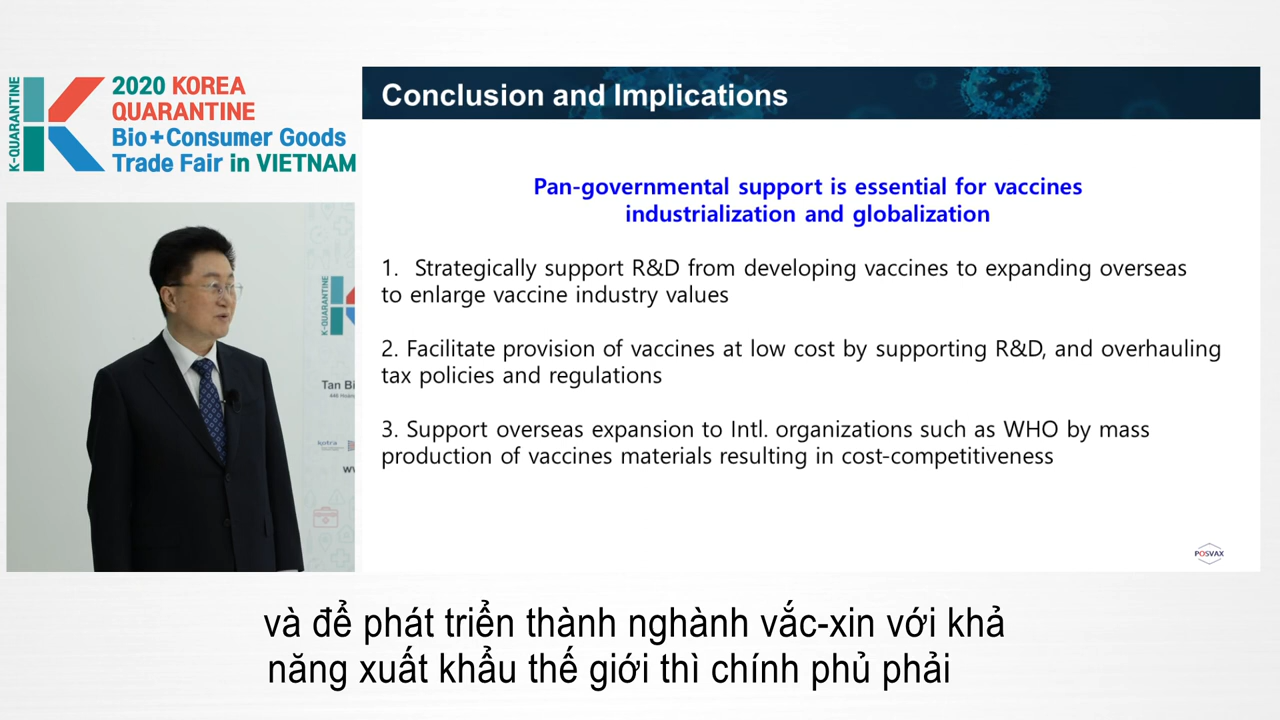 K-QUARANTINE
2020 KOREA
QUARANTINE
Bio+Consumer Goods
Trade Fair in VIETNAM
Conclusion and Implications
Pan-governmental support is essential for vaccines
industrialization and globalization
1. Strategically support R&D from developing vaccines to expanding overseas
to enlarge vaccine industry values
2. Facilitate provision of vaccines at low cost by supporting R&D, and overhauling
tax policies and regulations
3. Support overseas expansion to Intl. organizations such as WHO by mass
production of vaccines materials resulting in cost-competitiveness
POSVAX
K-QUARANTINE
Tan Bi
kotra
và để phát triển thành nghành vắc-xin với khả
năng xuất khẩu thế giới thì chính phủ phải